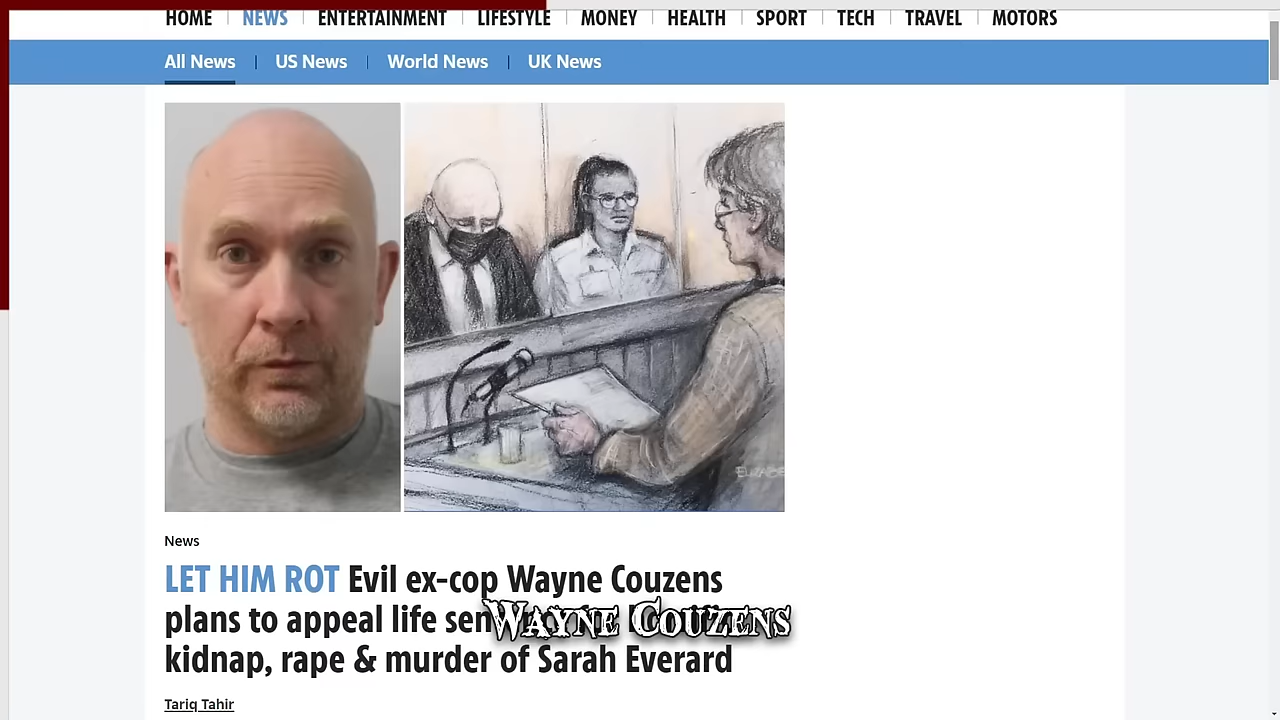 HOME NEWS ENTERTAINMENT LIFESTYLE MONEY HEALTH SPORT TECH TRAVEL MOTORS
All News US News World News UK News
News
LET HIM ROT Evil ex-cop Wayne Couzens
plans to appeal life
Wayne Couzens
kidnap, rape & murder of Sarah Everard
Tariq Tahir